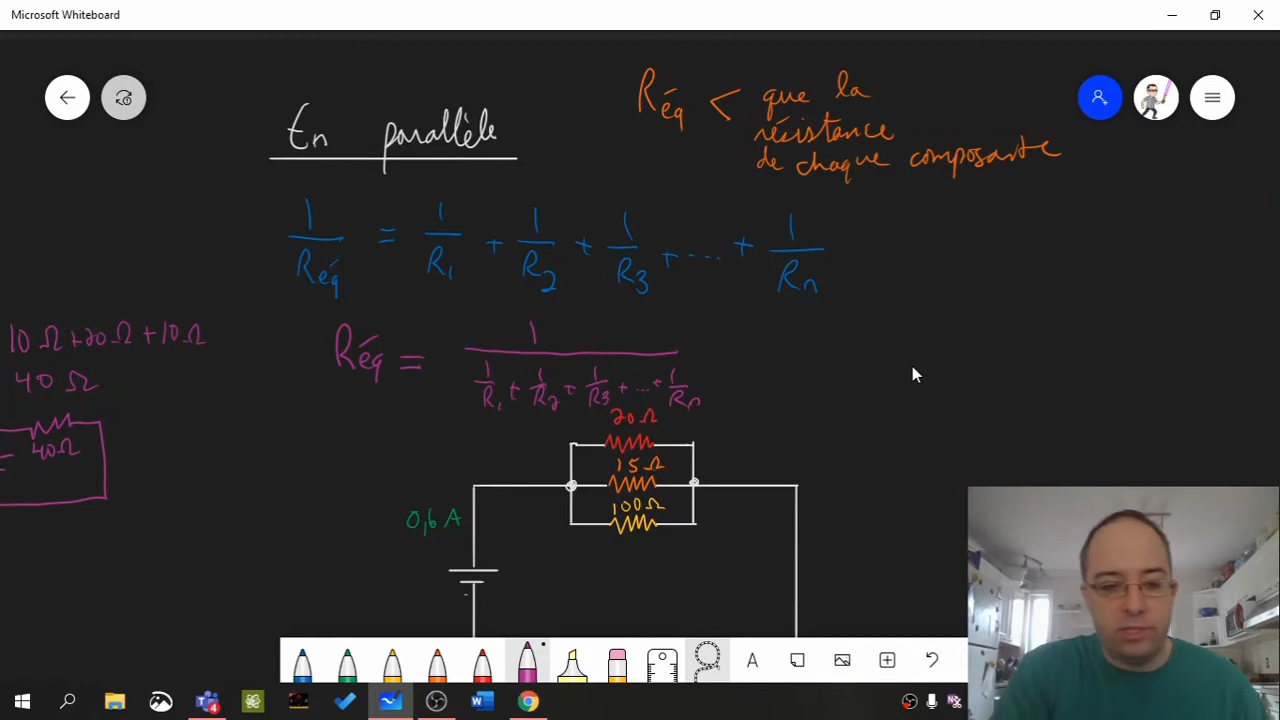 Microsoft Whiteboard
En parallèle
Réq < que la
résistance
de chaque composante
1/Réq = 1/R1 + 1/R2 + 1/R3 + .... + 1/Rn
10 Ω + 20 Ω + 10 Ω
40 Ω
40Ω
Réq = 1/(1/R1 + 1/R2 + 1/R3 + ... + 1/Rn)
20 Ω
15 Ω
100 Ω
0,6 A
A
4
W